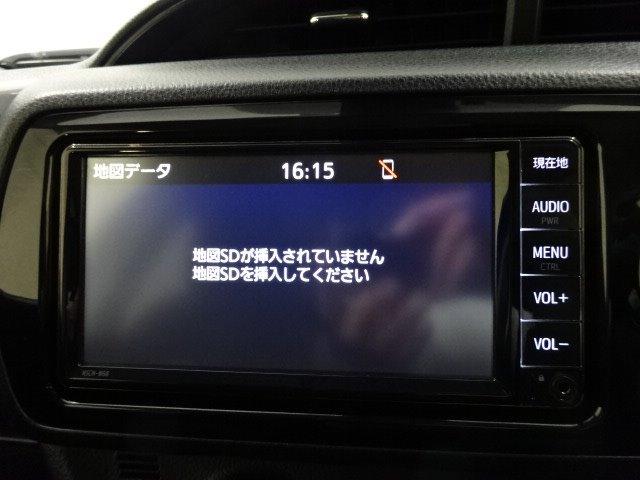 地図データ 16:15
現在地
AUDIO
PWR
地図SDが挿入されていません
地図SDを挿入してください
MENU
CTRL
VOL+
VOL-
NSCN-W68